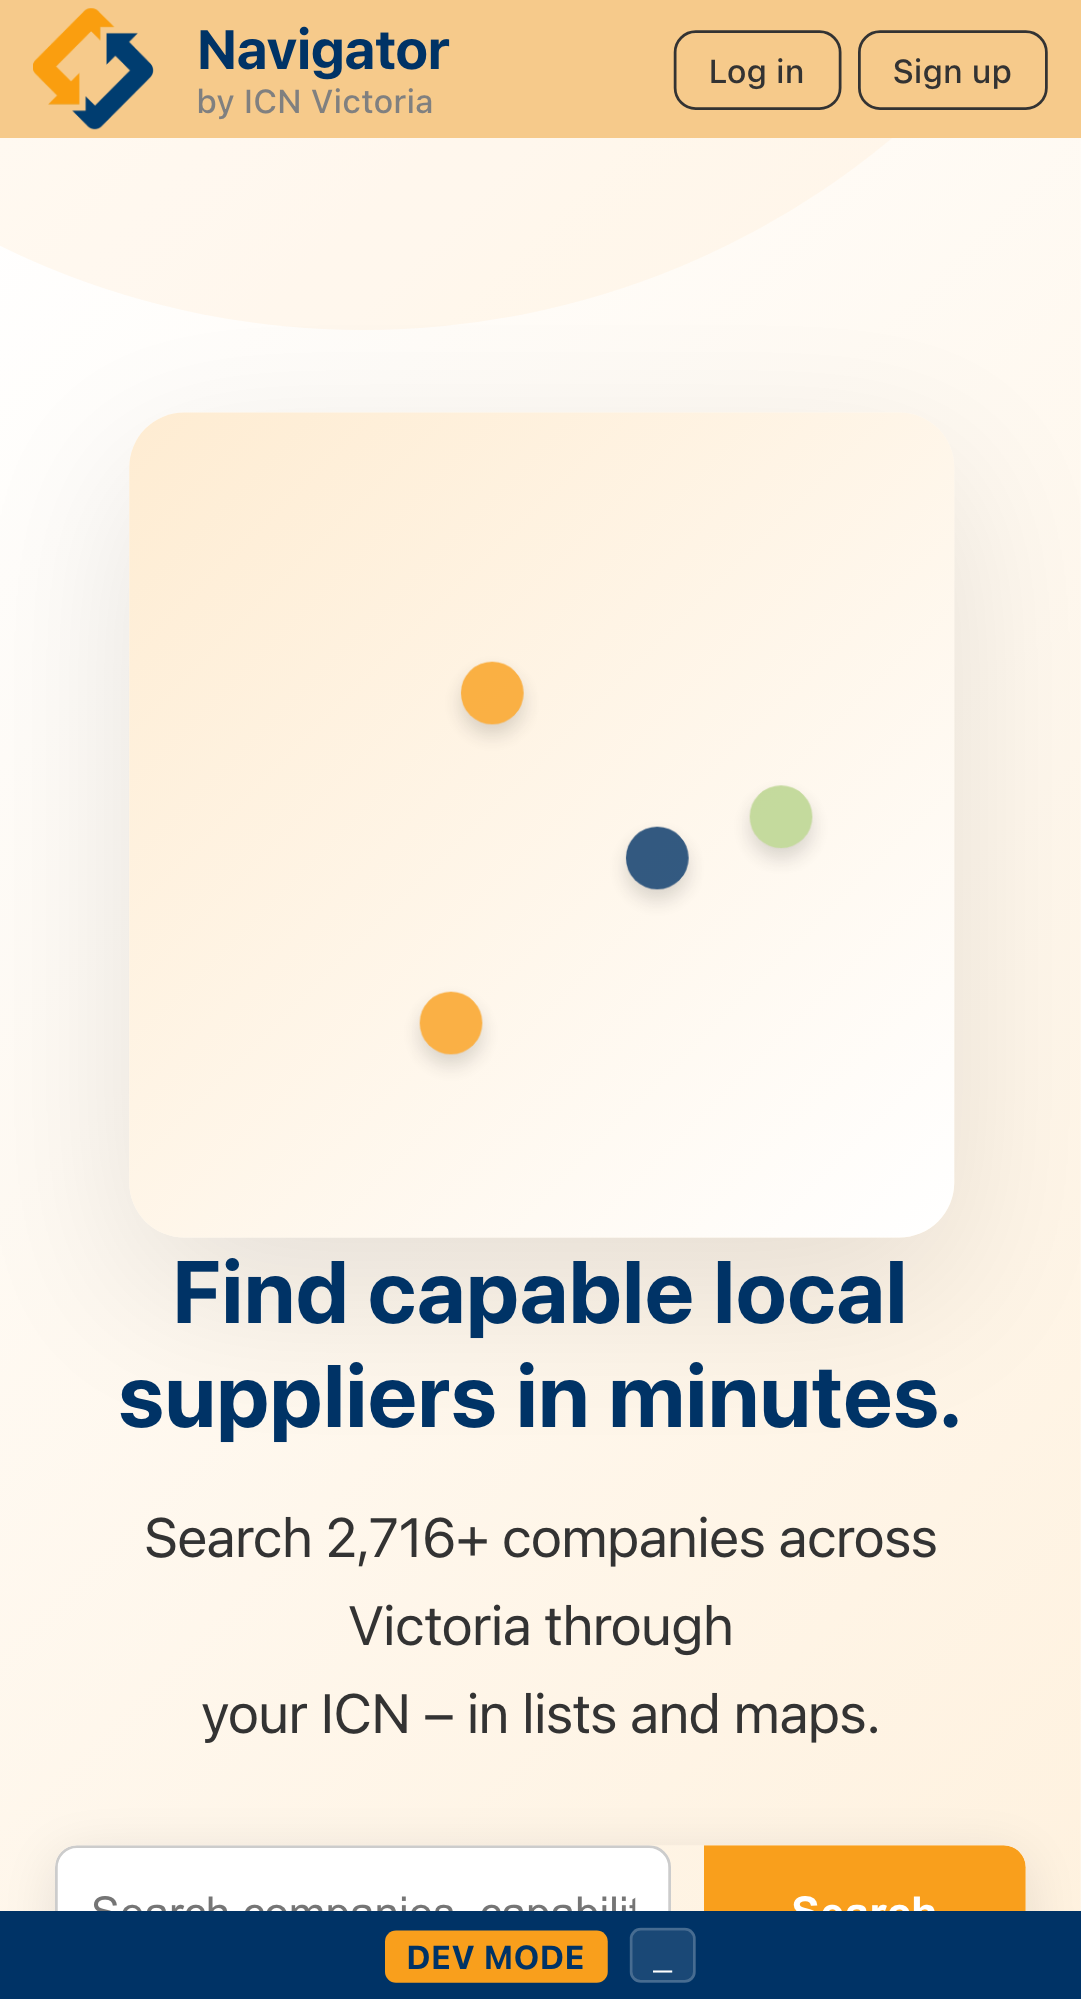 Navigator
by ICN Victoria
Log in
Sign up
Find capable local
suppliers in minutes.
Search 2,716+ companies across
Victoria through
your ICN – in lists and maps.
Search companies, capabilit
Search
DEV MODE
_